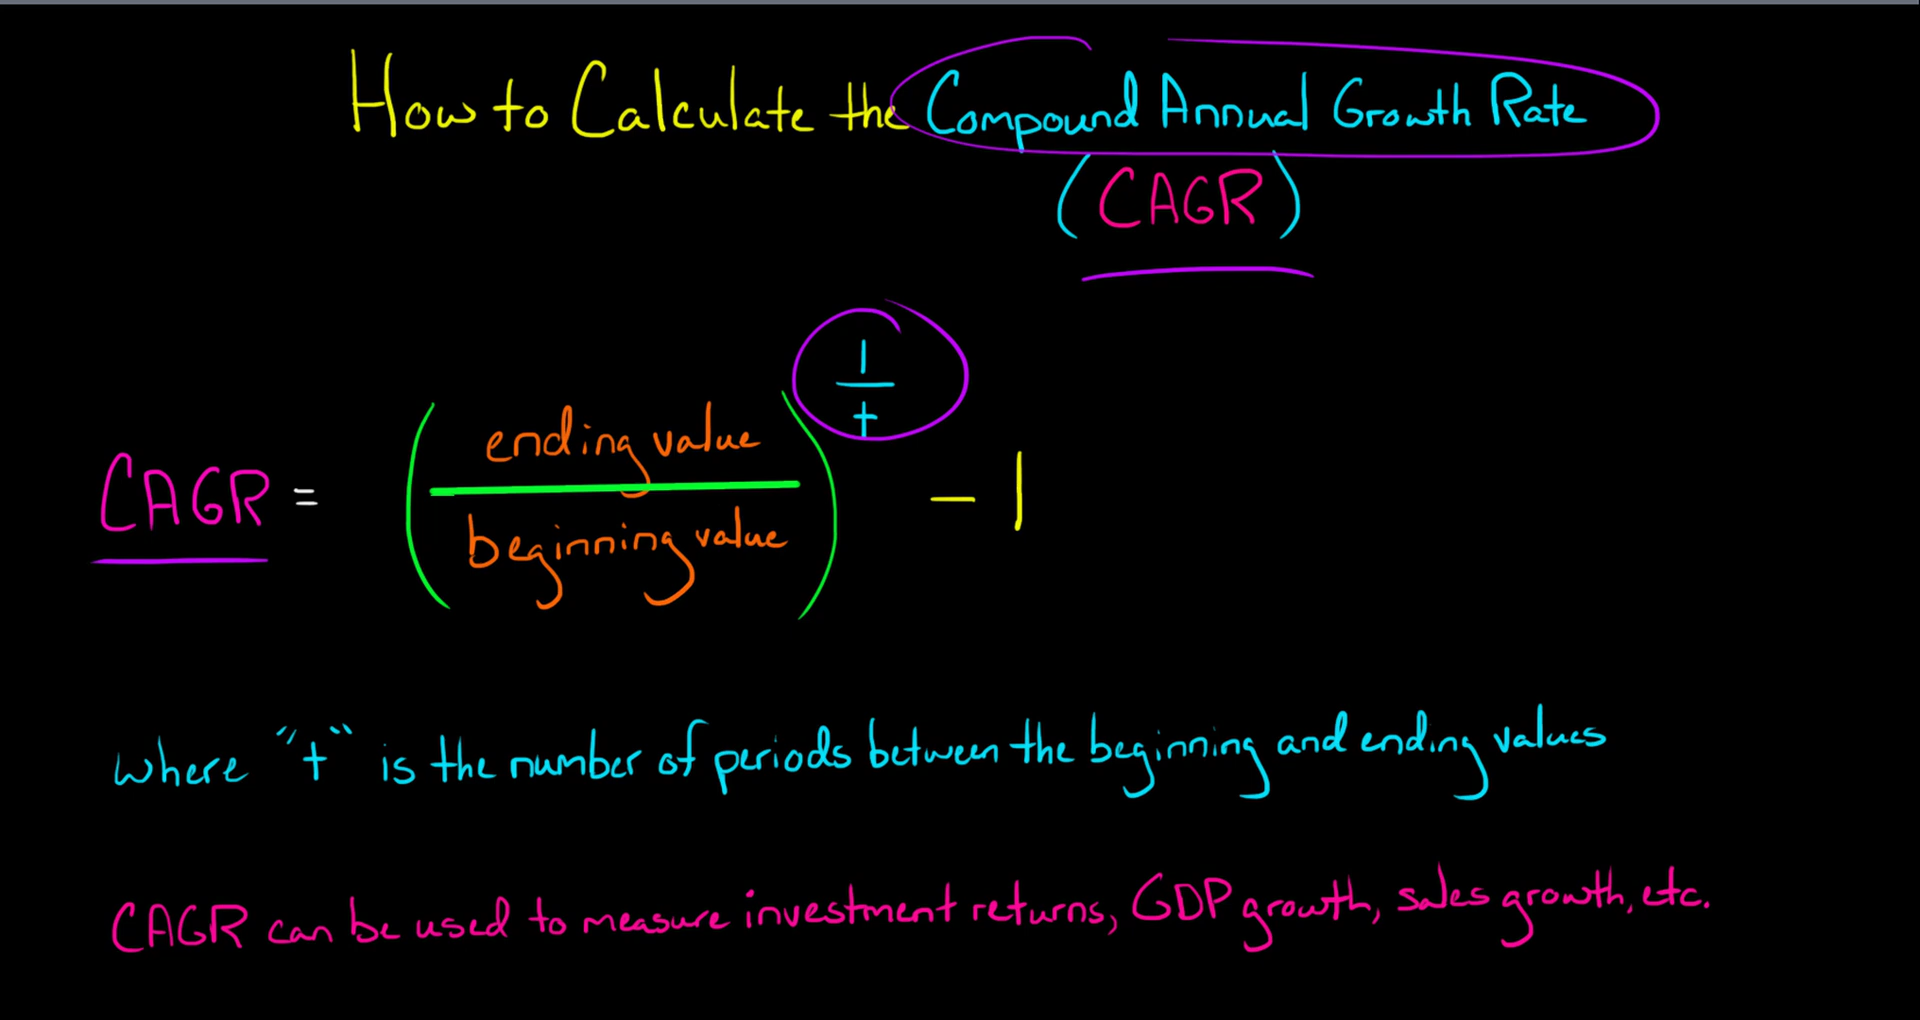 How to Calculate the Compound Annual Growth Rate
(CAGR)
1
t
ending value
CAGR = ( ) - 1
beginning value
where "t" is the number of periods between the beginning and ending values
CAGR can be used to measure investment returns, GDP growth, sales growth, etc.